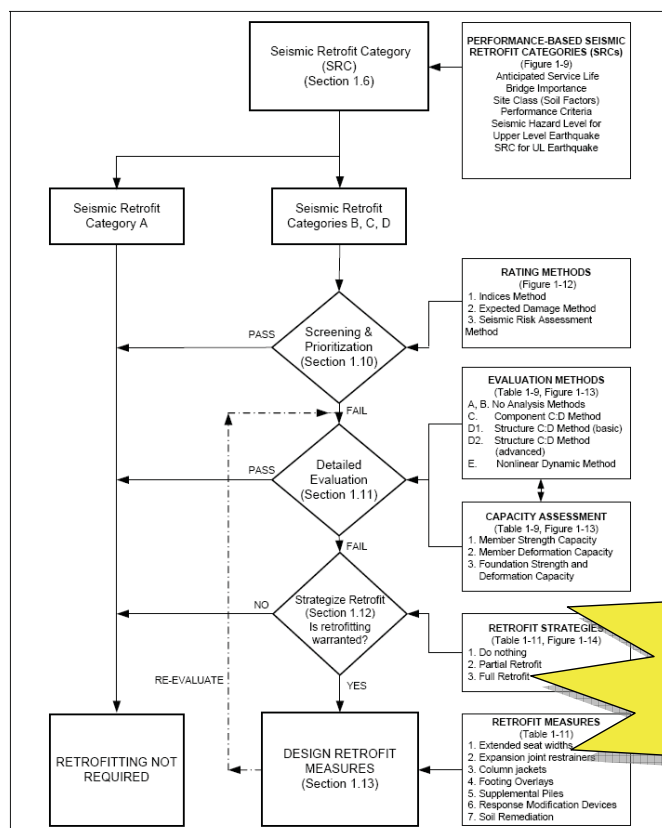 Seismic Retrofit Category
(SRC)
(Section 1.6)
PERFORMANCE-BASED SEISMIC
RETROFIT CATEGORIES (SRCs)
(Figure 1-9)
Anticipated Service Life
Bridge Importance
Site Class (Soil Factors)
Performance Criteria
Seismic Hazard Level for
Upper Level Earthquake
SRC for UL Earthquake
Seismic Retrofit
Category A
Seismic Retrofit
Categories B, C, D
RATING METHODS
(Figure 1-12)
1. Indices Method
2. Expected Damage Method
3. Seismic Risk Assessment
Method
PASS
Screening &
Prioritization
(Section 1.10)
FAIL
EVALUATION METHODS
(Table 1-9, Figure 1-13)
A, B. No Analysis Methods
C. Component C:D Method
D1. Structure C:D Method (basic)
D2. Structure C:D Method
(advanced)
E. Nonlinear Dynamic Method
PASS
Detailed
Evaluation
(Section 1.11)
FAIL
CAPACITY ASSESSMENT
(Table 1-9, Figure 1-13)
1. Member Strength Capacity
2. Member Deformation Capacity
3. Foundation Strength and
Deformation Capacity
NO
Strategize Retrofit
(Section 1.12)
Is retrofitting
warranted?
YES
RETROFIT STRATEGIES
(Table 1-11, Figure 1-14)
1. Do nothing
2. Partial Retrofit
3. Full Retrofit
RE-EVALUATE
RETROFITTING NOT
REQUIRED
DESIGN RETROFIT
MEASURES
(Section 1.13)
RETROFIT MEASURES
(Table 1-11)
1. Extended seat widths
2. Expansion joint restrainers
3. Column jackets
4. Footing Overlays
5. Supplemental Piles
6. Response Modification Devices
7. Soil Remediation